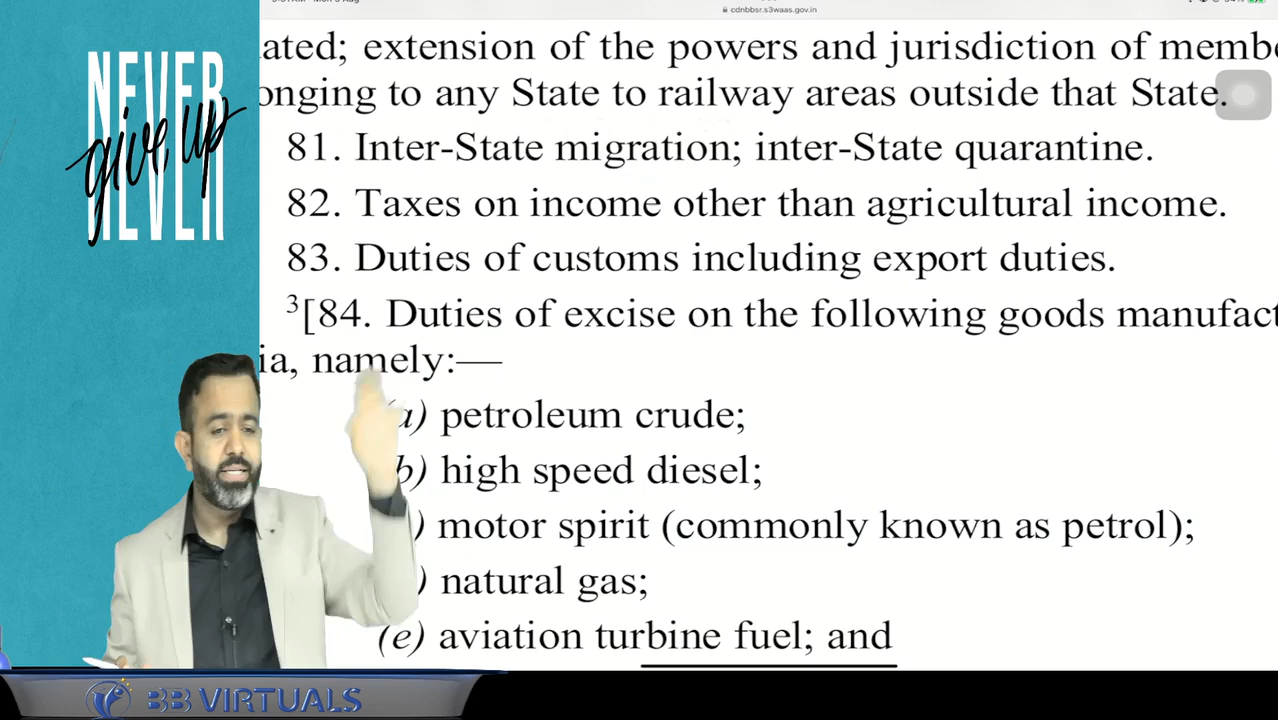 cdnbbsr.s3waas.gov.in
NEVER
give up
NEVER
ated; extension of the powers and jurisdiction of membe
onging to any State to railway areas outside that State.
81. Inter-State migration; inter-State quarantine.
82. Taxes on income other than agricultural income.
83. Duties of customs including export duties.
3[84. Duties of excise on the following goods manufact
ia, namely:—
a) petroleum crude;
b) high speed diesel;
) motor spirit (commonly known as petrol);
) natural gas;
(e) aviation turbine fuel; and
BB VIRTUALS